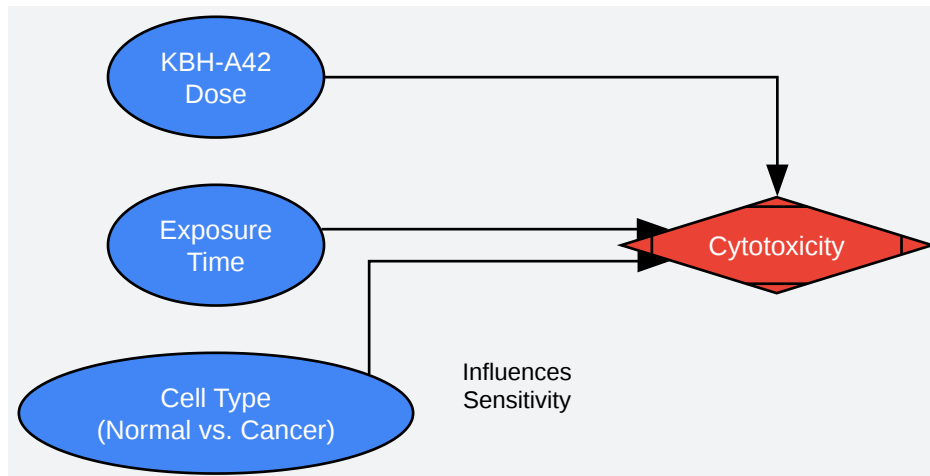 KBH-A42
Dose
Exposure
Time
Cytotoxicity
Cell Type
(Normal vs. Cancer)
Influences
Sensitivity